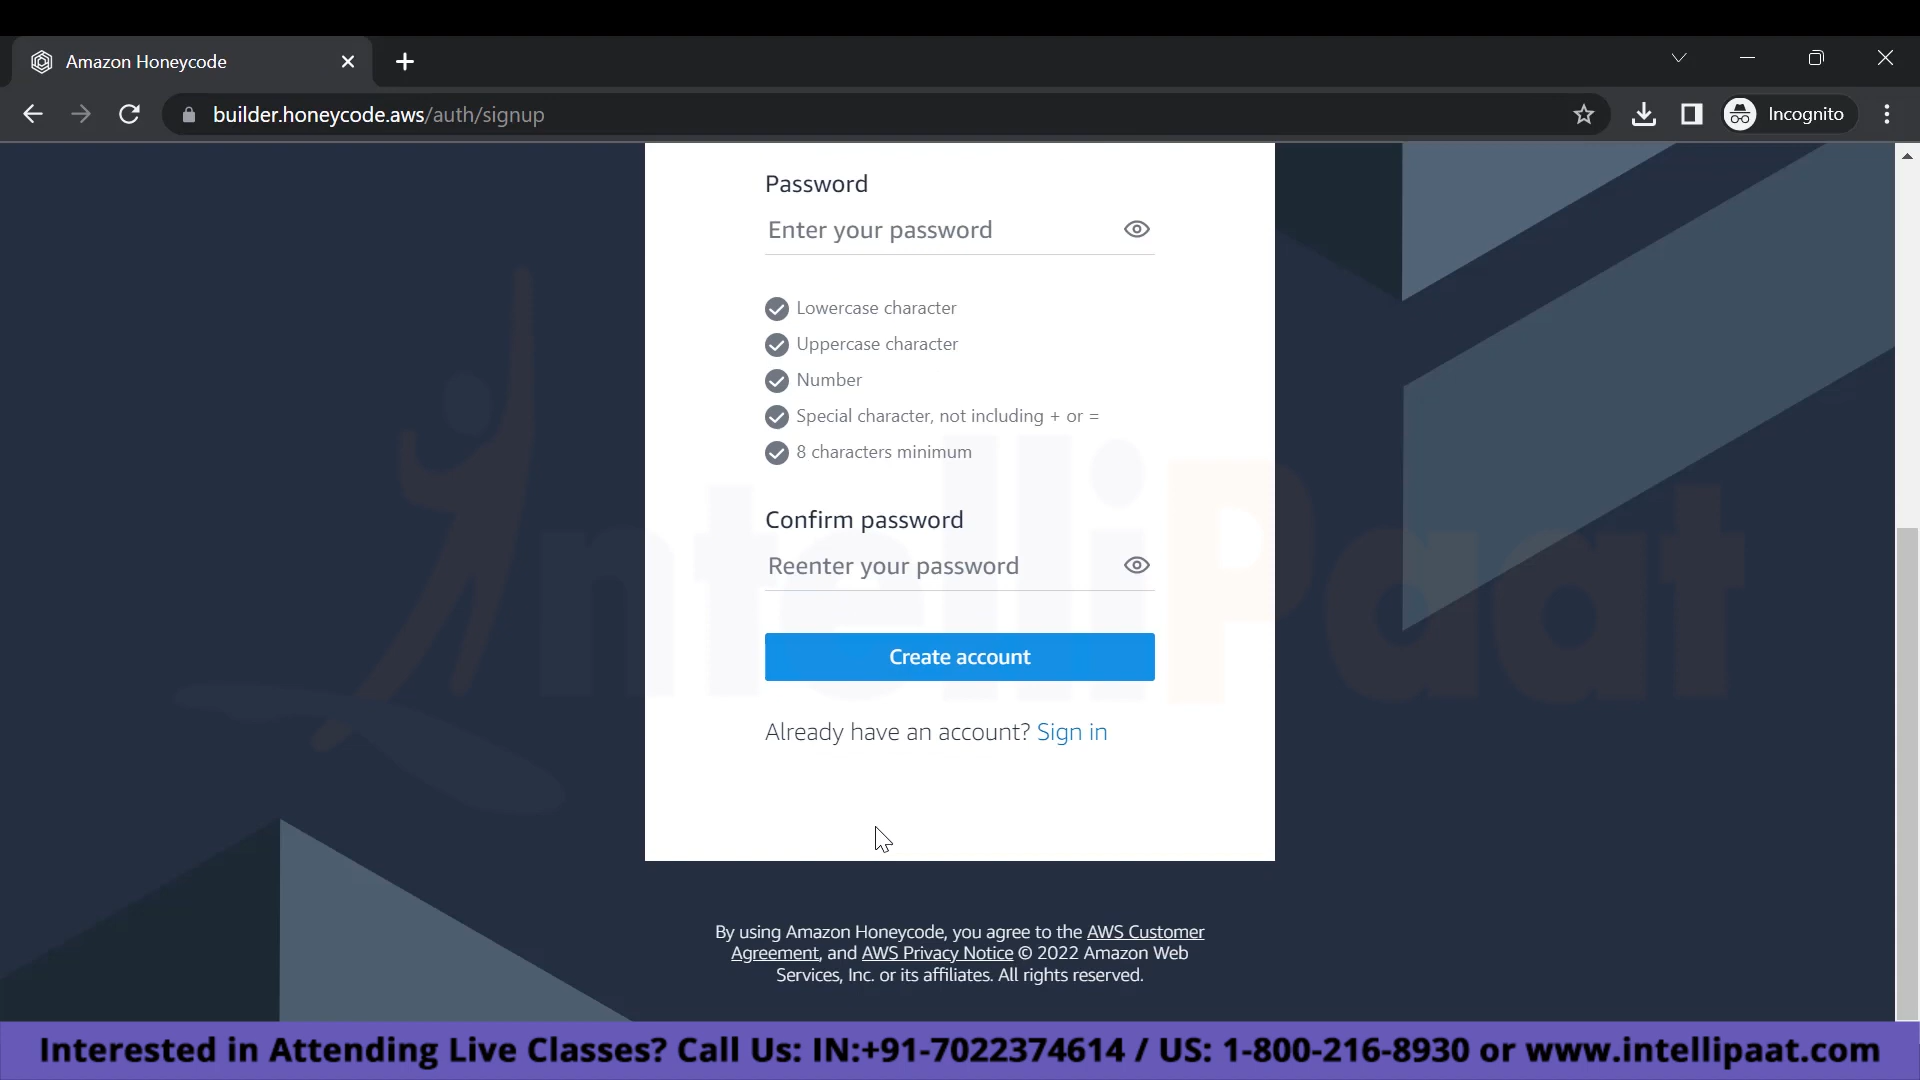 Amazon Honeycode
builder.honeycode.aws/auth/signup
Incognito
Password
Enter your password
Lowercase character
Uppercase character
Number
Special character, not including + or =
8 characters minimum
Confirm password
Reenter your password
Create account
Already have an account? Sign in
IntelliPaat
By using Amazon Honeycode, you agree to the AWS Customer
Agreement, and AWS Privacy Notice © 2022 Amazon Web
Services, Inc. or its affiliates. All rights reserved.
Interested in Attending Live Classes? Call Us: IN:+91-7022374614 / US: 1-800-216-8930 or www.intellipaat.com